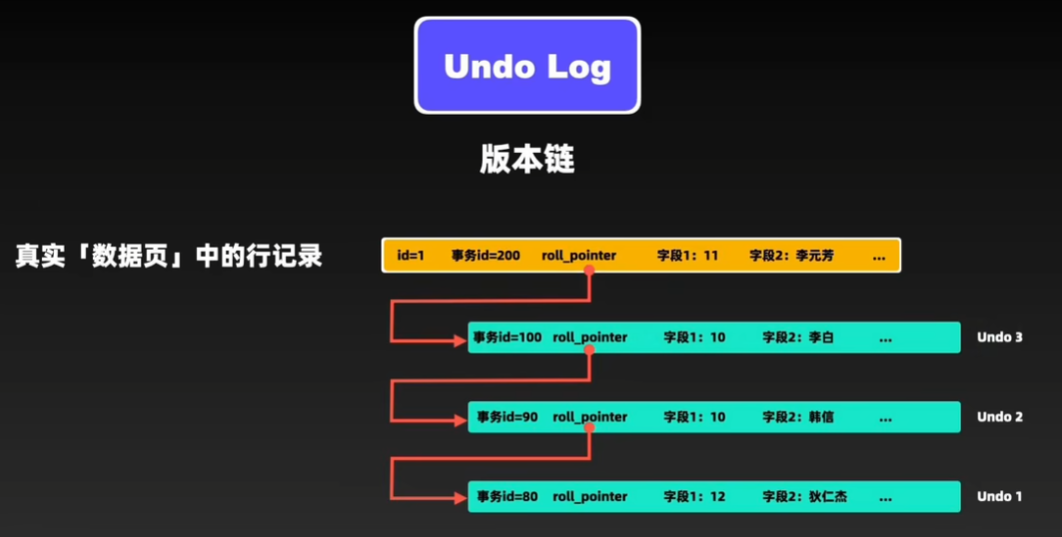 Undo Log
版本链
真实「数据页」中的行记录
id=1 事务id=200 roll_pointer 字段1：11 字段2：李元芳 ...
事务id=100 roll_pointer 字段1：10 字段2：李白 ... Undo 3
事务id=90 roll_pointer 字段1：10 字段2：韩信 ... Undo 2
事务id=80 roll_pointer 字段1：12 字段2：狄仁杰 ... Undo 1